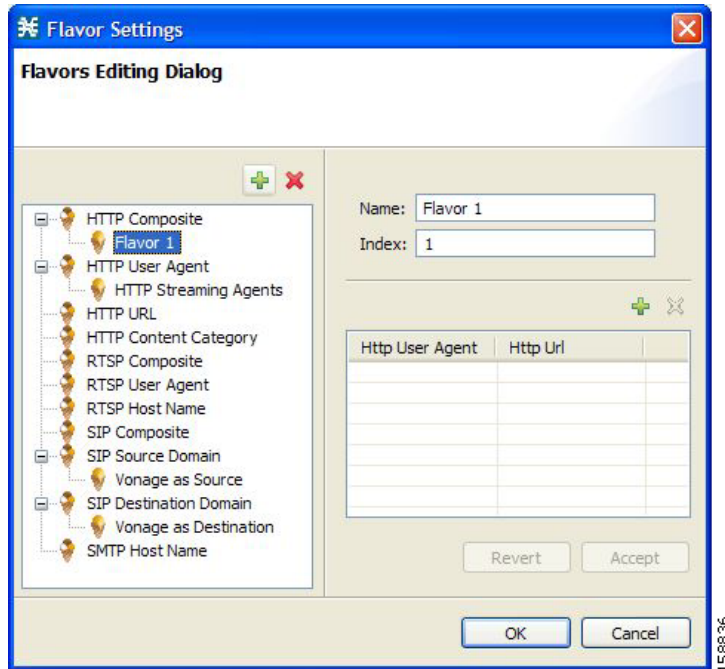 Flavor Settings
Flavors Editing Dialog
HTTP Composite
Flavor 1
HTTP User Agent
HTTP Streaming Agents
HTTP URL
HTTP Content Category
RTSP Composite
RTSP User Agent
RTSP Host Name
SIP Composite
SIP Source Domain
Vonage as Source
SIP Destination Domain
Vonage as Destination
SMTP Host Name
Name: Flavor 1
Index: 1
Http User Agent Http Url
Revert Accept
OK Cancel